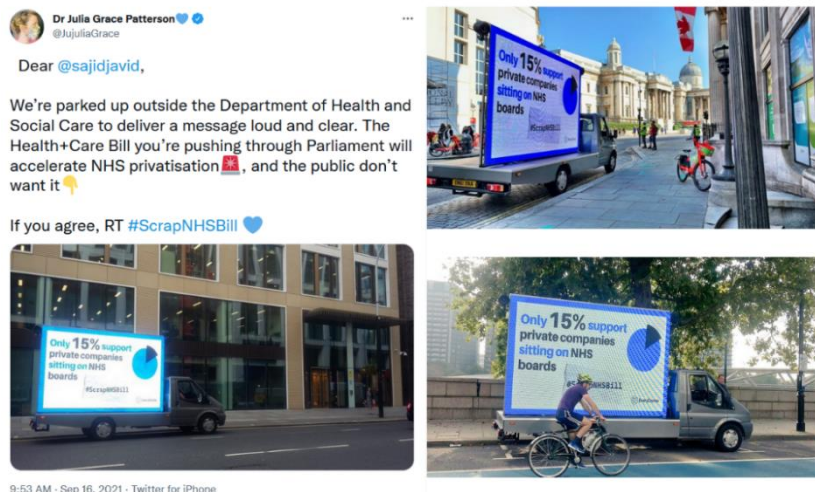 Dr Julia Grace Patterson💙
@JujuliaGrace
Dear @sajidjavid,
We're parked up outside the Department of Health and
Social Care to deliver a message loud and clear. The
Health+Care Bill you're pushing through Parliament will
accelerate NHS privatisation🚨, and the public don't
want it👇
If you agree, RT #ScrapNHSBill 💙
Only 15% support
private companies
sitting on NHS
boards
#ScrapNHSBill
9:53 AM · Sep 16, 2021 · Twitter for iPhone
Only 15% support
private companies
sitting on NHS
boards
#ScrapNHSBill
Only 15% support
private companies
sitting on NHS
boards
#ScrapNHSBill